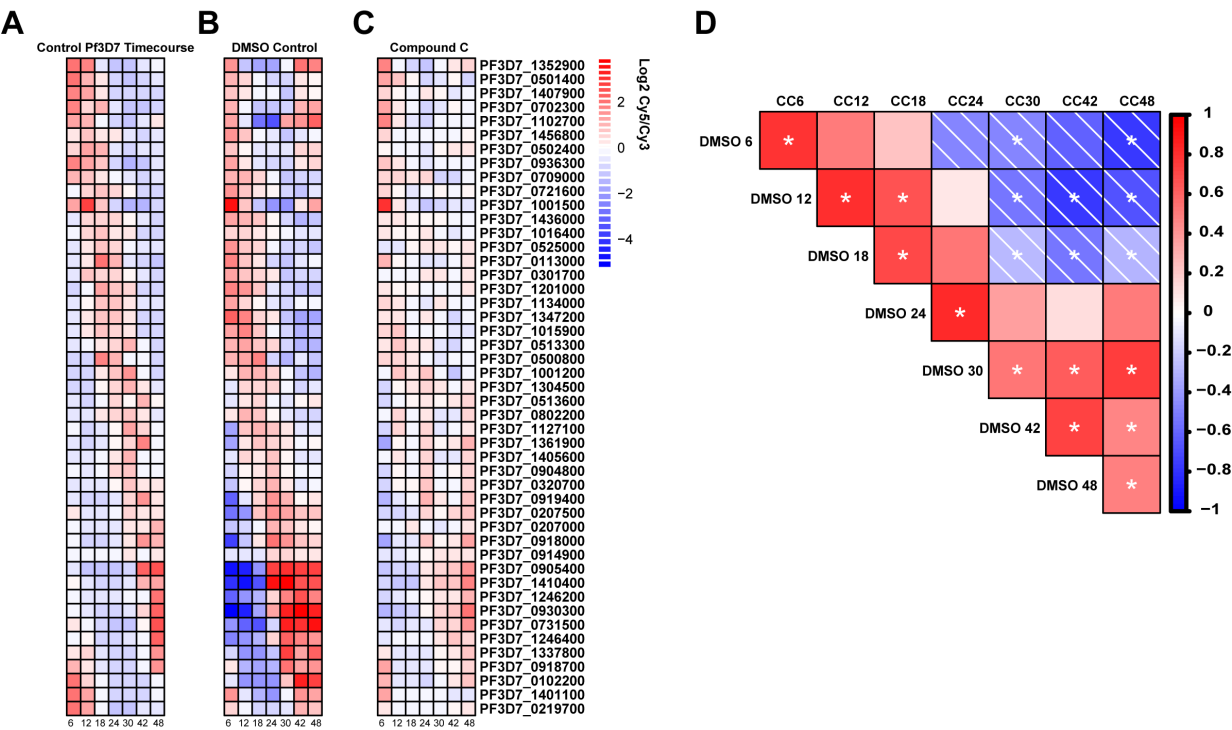 A
B
C
D
Control Pf3D7 Timecourse
DMSO Control
Compound C
PF3D7_1352900
PF3D7_0501400
PF3D7_1407900
PF3D7_0702300
PF3D7_1102700
PF3D7_1456800
PF3D7_0502400
PF3D7_0936300
PF3D7_0709000
PF3D7_0721600
PF3D7_1001500
PF3D7_1436000
PF3D7_1016400
PF3D7_0525000
PF3D7_0113000
PF3D7_0301700
PF3D7_1201000
PF3D7_1134000
PF3D7_1347200
PF3D7_1015900
PF3D7_0513300
PF3D7_0500800
PF3D7_1001200
PF3D7_1304500
PF3D7_0513600
PF3D7_0802200
PF3D7_1127100
PF3D7_1361900
PF3D7_1405600
PF3D7_0904800
PF3D7_0320700
PF3D7_0919400
PF3D7_0207500
PF3D7_0207000
PF3D7_0918000
PF3D7_0914900
PF3D7_0905400
PF3D7_1410400
PF3D7_1246200
PF3D7_0930300
PF3D7_0731500
PF3D7_1246400
PF3D7_1337800
PF3D7_0918700
PF3D7_0102200
PF3D7_1401100
PF3D7_0219700
6 12 18 24 30 42 48
6 12 18 24 30 42 48
6 12 18 24 30 42 48
Log2 Cy5/Cy3
2
0
−2
−4
CC6 CC12 CC18 CC24 CC30 CC42 CC48
DMSO 6 * * *
DMSO 12 * * * * *
DMSO 18 * * * *
DMSO 24 *
DMSO 30 * * *
DMSO 42 * *
DMSO 48 *
1
0.8
0.6
0.4
0.2
0
−0.2
−0.4
−0.6
−0.8
−1